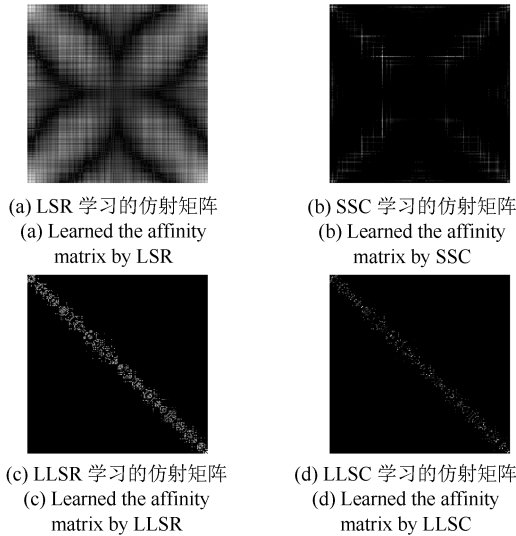 (a) LSR 学习的仿射矩阵
(a) Learned the affinity
matrix by LSR
(b) SSC 学习的仿射矩阵
(b) Learned the affinity
matrix by SSC
(c) LLSR 学习的仿射矩阵
(c) Learned the affinity
matrix by LLSR
(d) LLSC 学习的仿射矩阵
(d) Learned the affinity
matrix by LLSC